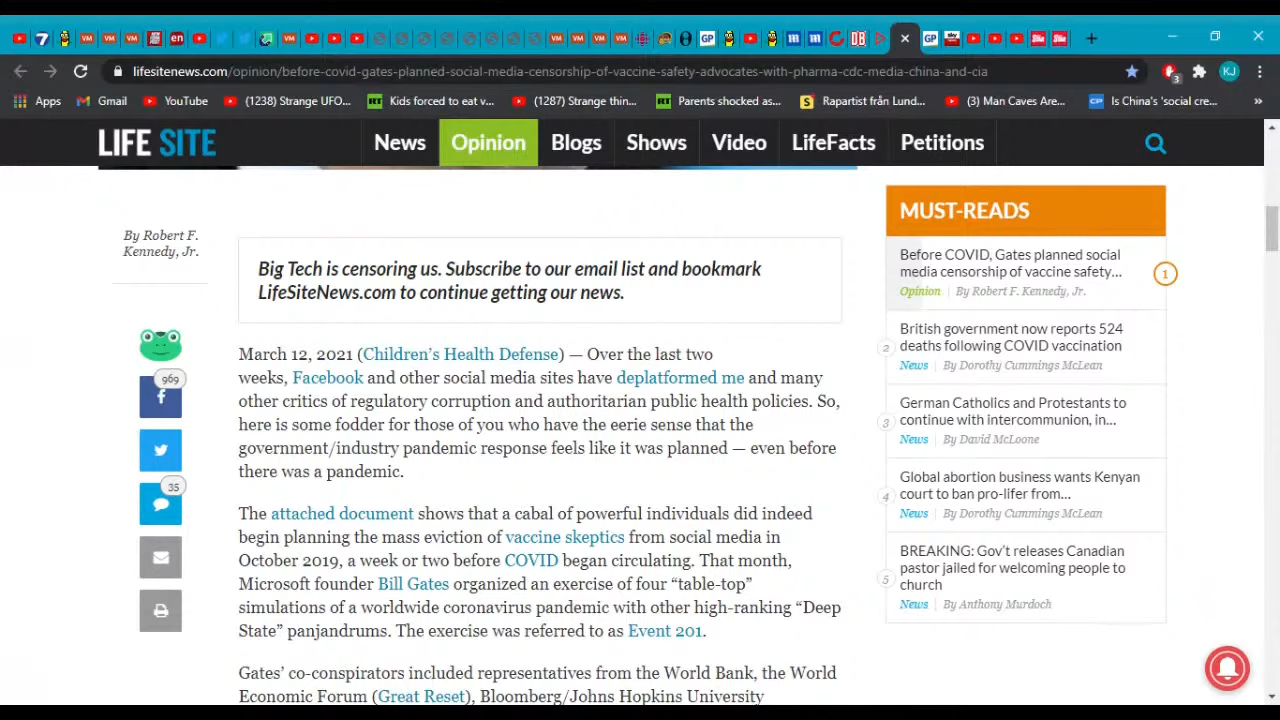 lifesitenews.com/opinion/before-covid-gates-planned-social-media-censorship-of-vaccine-safety-advocates-with-pharma-cdc-media-china-and-cia
3
KJ
Apps
Gmail
YouTube
(1238) Strange UFO...
RT
Kids forced to eat v...
(1287) Strange thin...
RT
Parents shocked as...
S
Rapartist från Lund...
(3) Man Caves Are...
CP
Is China's 'social cre...
»
LIFE SITE
News
Opinion
Blogs
Shows
Video
LifeFacts
Petitions
By Robert F.
Kennedy, Jr.
969
35
Big Tech is censoring us. Subscribe to our email list and bookmark
LifeSiteNews.com to continue getting our news.
March 12, 2021 (Children's Health Defense) — Over the last two
weeks, Facebook and other social media sites have deplatformed me and many
other critics of regulatory corruption and authoritarian public health policies. So,
here is some fodder for those of you who have the eerie sense that the
government/industry pandemic response feels like it was planned — even before
there was a pandemic.
The attached document shows that a cabal of powerful individuals did indeed
begin planning the mass eviction of vaccine skeptics from social media in
October 2019, a week or two before COVID began circulating. That month,
Microsoft founder Bill Gates organized an exercise of four “table-top”
simulations of a worldwide coronavirus pandemic with other high-ranking “Deep
State” panjandrums. The exercise was referred to as Event 201.
Gates’ co-conspirators included representatives from the World Bank, the World
Economic Forum (Great Reset), Bloomberg/Johns Hopkins University
MUST-READS
Before COVID, Gates planned social
media censorship of vaccine safety...
Opinion | By Robert F. Kennedy, Jr.
1
British government now reports 524
deaths following COVID vaccination
2
News | By Dorothy Cummings McLean
German Catholics and Protestants to
continue with intercommunion, in...
3
News | By David McLoone
Global abortion business wants Kenyan
court to ban pro-lifer from...
4
News | By Dorothy Cummings McLean
BREAKING: Gov't releases Canadian
pastor jailed for welcoming people to
church
5
News | By Anthony Murdoch